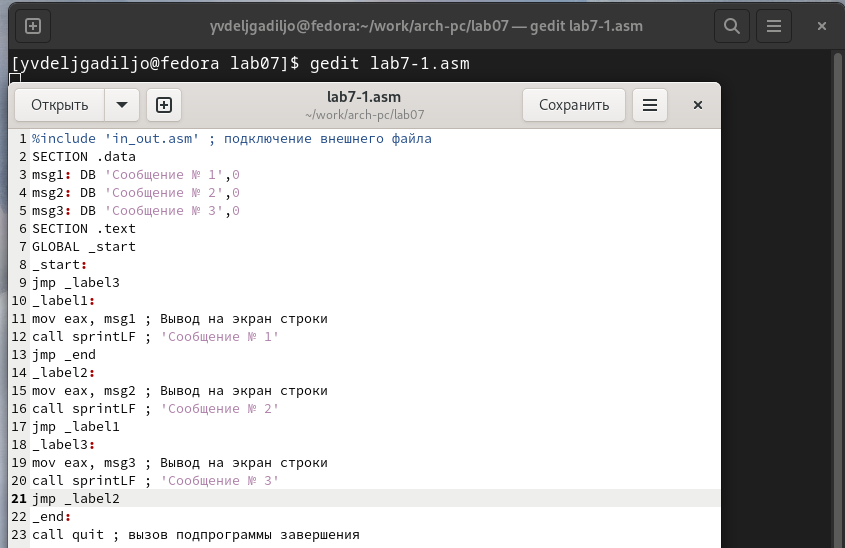 yvdeljgadiljo@fedora:~/work/arch-pc/lab07 — gedit lab7-1.asm
[yvdeljgadiljo@fedora lab07]$ gedit lab7-1.asm
Открыть
lab7-1.asm
~/work/arch-pc/lab07
Сохранить
1 %include 'in_out.asm' ; подключение внешнего файла
2 SECTION .data
3 msg1: DB 'Сообщение № 1',0
4 msg2: DB 'Сообщение № 2',0
5 msg3: DB 'Сообщение № 3',0
6 SECTION .text
7 GLOBAL _start
8 _start:
9 jmp _label3
10 _label1:
11 mov eax, msg1 ; Вывод на экран строки
12 call sprintLF ; 'Сообщение № 1'
13 jmp _end
14 _label2:
15 mov eax, msg2 ; Вывод на экран строки
16 call sprintLF ; 'Сообщение № 2'
17 jmp _label1
18 _label3:
19 mov eax, msg3 ; Вывод на экран строки
20 call sprintLF ; 'Сообщение № 3'
21 jmp _label2
22 _end:
23 call quit ; вызов подпрограммы завершения